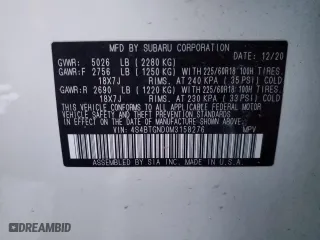 MFD BY SUBARU CORPORATION
12/20
GVWR: 5026 LB (2280 KG)
GAWR:F 2756 LB (1250 KG) WITH 225/60R18 100H TIRES,
18X7J RIMS, AT 240 KPA (35 PSI) COLD
GAWR:R 2690 LB (1220 KG) WITH 225/60R18 100H TIRES,
18X7J RIMS, AT 230 KPA (33 PSI) COLD
THIS VEHICLE CONFORMS TO ALL APPLICABLE FEDERAL MOTOR
VEHICLE SAFETY AND THEFT PREVENTION STANDARDS IN
EFFECT ON THE DATE OF MANUFACTURE SHOWN ABOVE.
VIN: 4S4BTGND0M3158276 MPV
ASSEMBLED BY SIA INC. IN U.S.A.
DREAMBID